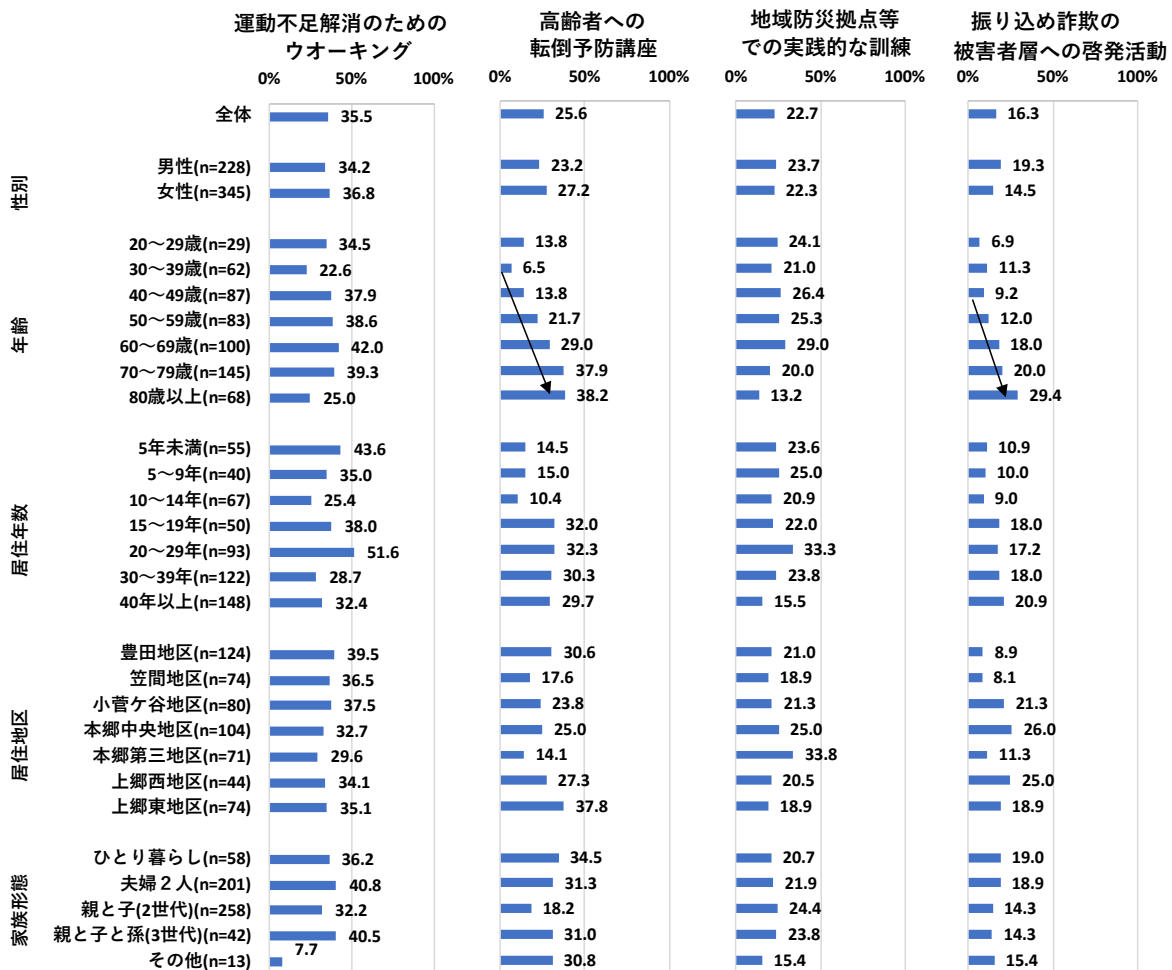 運動不足解消のための
ウオーキング
高齢者への
転倒予防講座
地域防災拠点等
での実践的な訓練
振り込め詐欺の
被害者層への啓発活動
0% 50% 100% 0% 50% 100% 0% 50% 100% 0% 50% 100%
全体 35.5 25.6 22.7 16.3
性別
男性(n=228) 34.2 23.2 23.7 19.3
女性(n=345) 36.8 27.2 22.3 14.5
年齢
20～29歳(n=29) 34.5 13.8 24.1 6.9
30～39歳(n=62) 22.6 6.5 21.0 11.3
40～49歳(n=87) 37.9 13.8 26.4 9.2
50～59歳(n=83) 38.6 21.7 25.3 12.0
60～69歳(n=100) 42.0 29.0 29.0 18.0
70～79歳(n=145) 39.3 37.9 20.0 20.0
80歳以上(n=68) 25.0 38.2 13.2 29.4
居住年数
5年未満(n=55) 43.6 14.5 23.6 10.9
5～9年(n=40) 35.0 15.0 25.0 10.0
10～14年(n=67) 25.4 10.4 20.9 9.0
15～19年(n=50) 38.0 32.0 22.0 18.0
20～29年(n=93) 51.6 32.3 33.3 17.2
30～39年(n=122) 28.7 30.3 23.8 18.0
40年以上(n=148) 32.4 29.7 15.5 20.9
居住地区
豊田地区(n=124) 39.5 30.6 21.0 8.9
笠間地区(n=74) 36.5 17.6 18.9 8.1
小菅ケ谷地区(n=80) 37.5 23.8 21.3 21.3
本郷中央地区(n=104) 32.7 25.0 25.0 26.0
本郷第三地区(n=71) 29.6 14.1 33.8 11.3
上郷西地区(n=44) 34.1 27.3 20.5 25.0
上郷東地区(n=74) 35.1 37.8 18.9 18.9
家族形態
ひとり暮らし(n=58) 36.2 34.5 20.7 19.0
夫婦２人(n=201) 40.8 31.3 21.9 18.9
親と子(2世代)(n=258) 32.2 18.2 24.4 14.3
親と子と孫(3世代)(n=42) 40.5 31.0 23.8 14.3
その他(n=13) 7.7 30.8 15.4 15.4